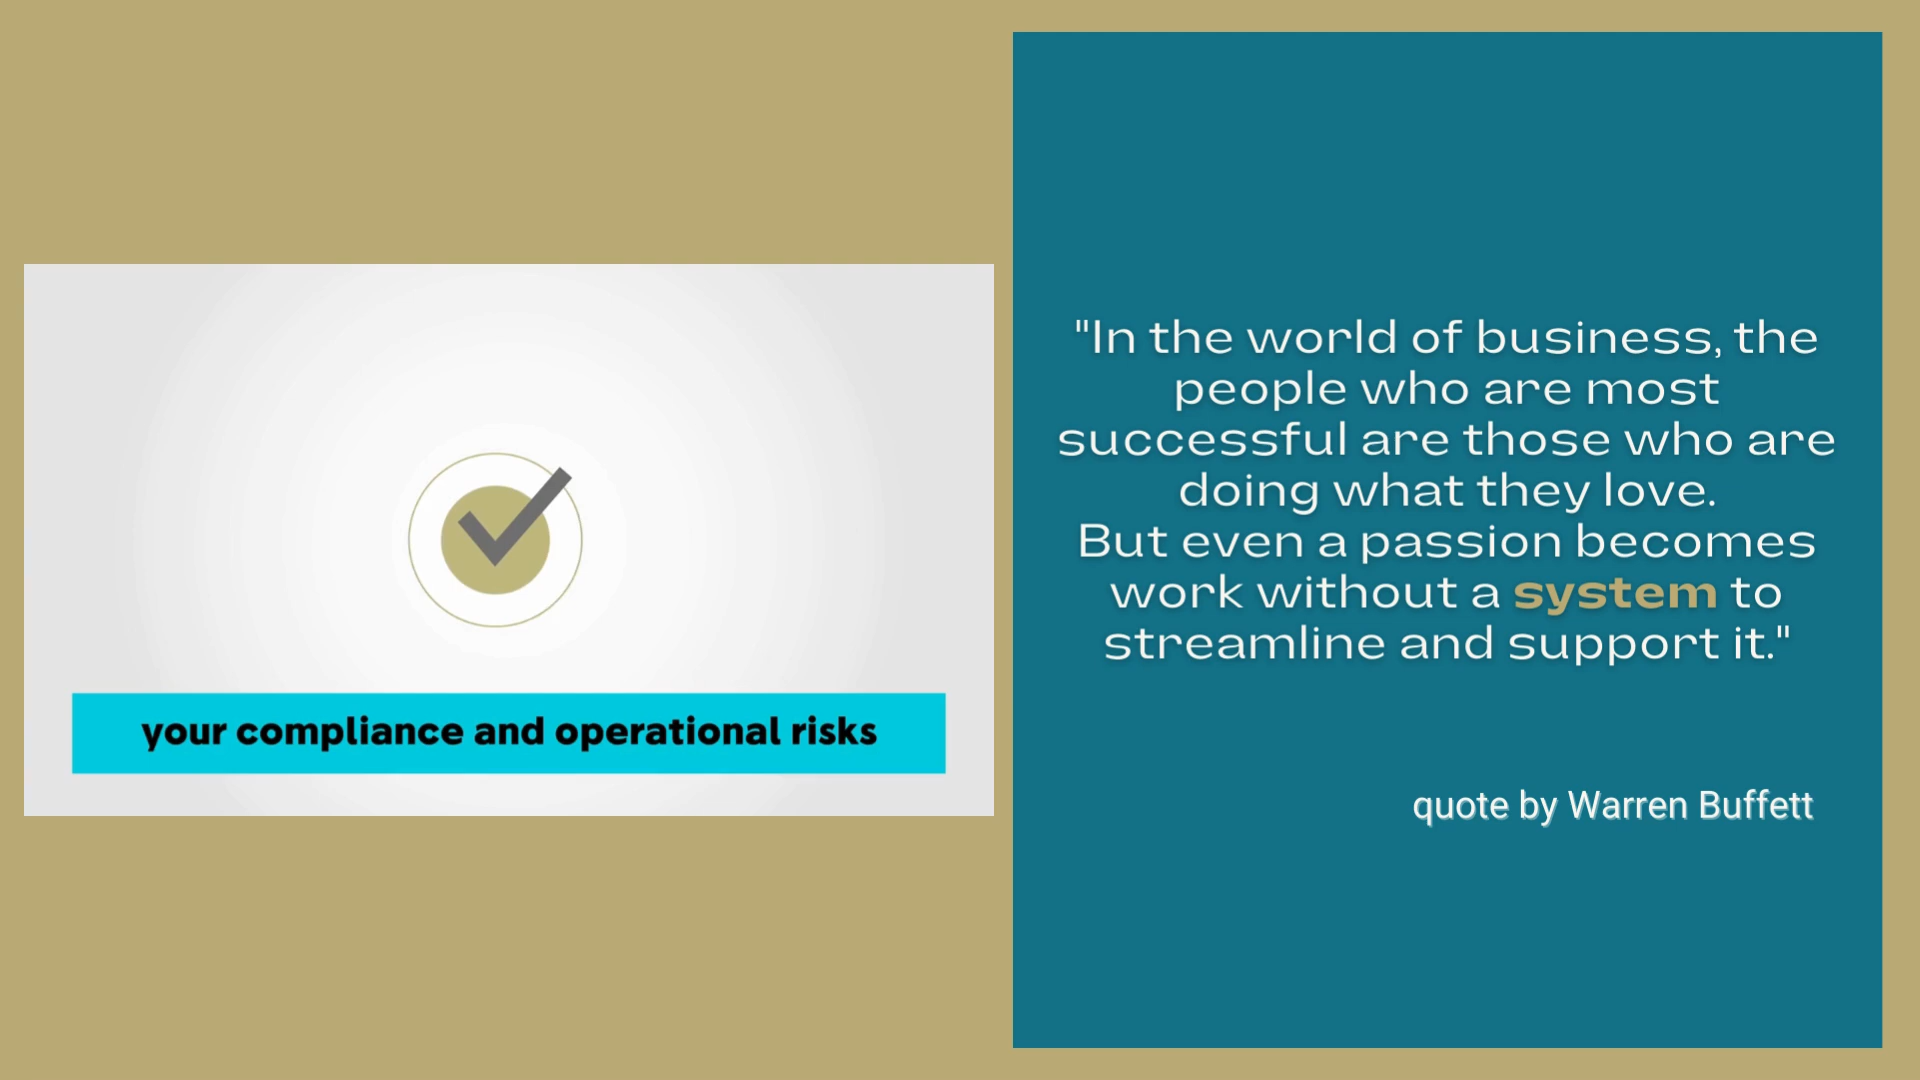 your compliance and operational risks
"In the world of business, the
people who are most
successful are those who are
doing what they love.
But even a passion becomes
work without a system to
streamline and support it."
quote by Warren Buffett